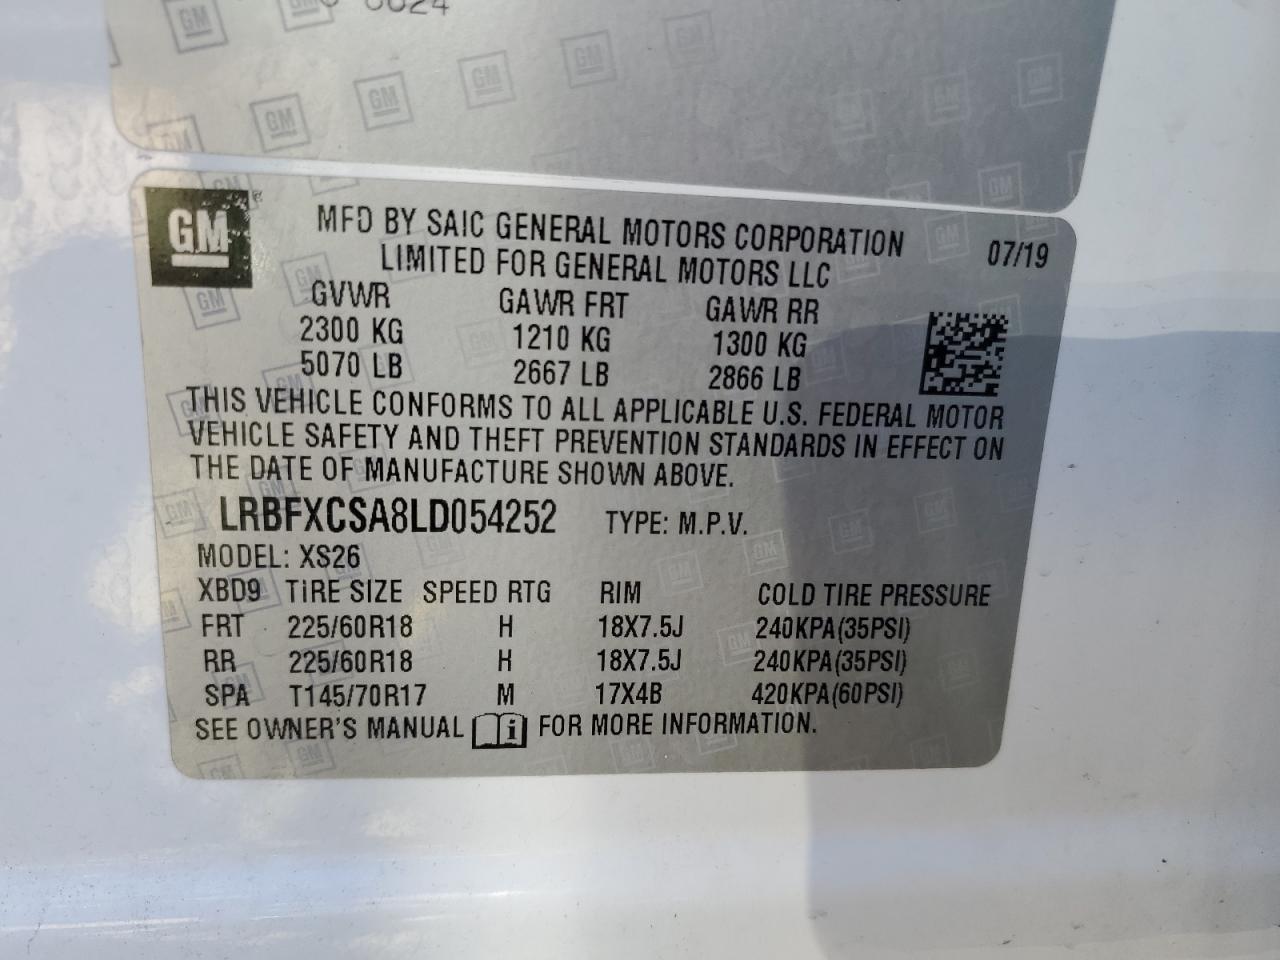 GM
MFD BY SAIC GENERAL MOTORS CORPORATION
LIMITED FOR GENERAL MOTORS LLC
07/19
GVWR GAWR FRT GAWR RR
2300 KG 1210 KG 1300 KG
5070 LB 2667 LB 2866 LB
THIS VEHICLE CONFORMS TO ALL APPLICABLE U.S. FEDERAL MOTOR
VEHICLE SAFETY AND THEFT PREVENTION STANDARDS IN EFFECT ON
THE DATE OF MANUFACTURE SHOWN ABOVE.
LRBFXCSA8LD054252 TYPE: M.P.V.
MODEL: XS26
XBD9 TIRE SIZE SPEED RTG RIM COLD TIRE PRESSURE
FRT 225/60R18 H 18X7.5J 240KPA(35PSI)
RR 225/60R18 H 18X7.5J 240KPA(35PSI)
SPA T145/70R17 M 17X4B 420KPA(60PSI)
SEE OWNER'S MANUAL i FOR MORE INFORMATION.